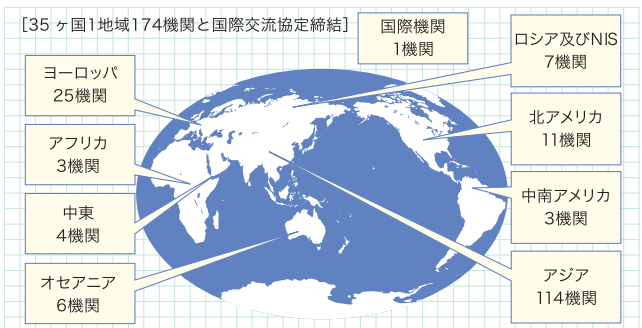 ［35 ヶ国1地域174機関と国際交流協定締結］
国際機関
1機関
ロシア及びNIS
7機関
ヨーロッパ
25機関
北アメリカ
11機関
アフリカ
3機関
中南アメリカ
3機関
中東
4機関
オセアニア
6機関
アジア
114機関